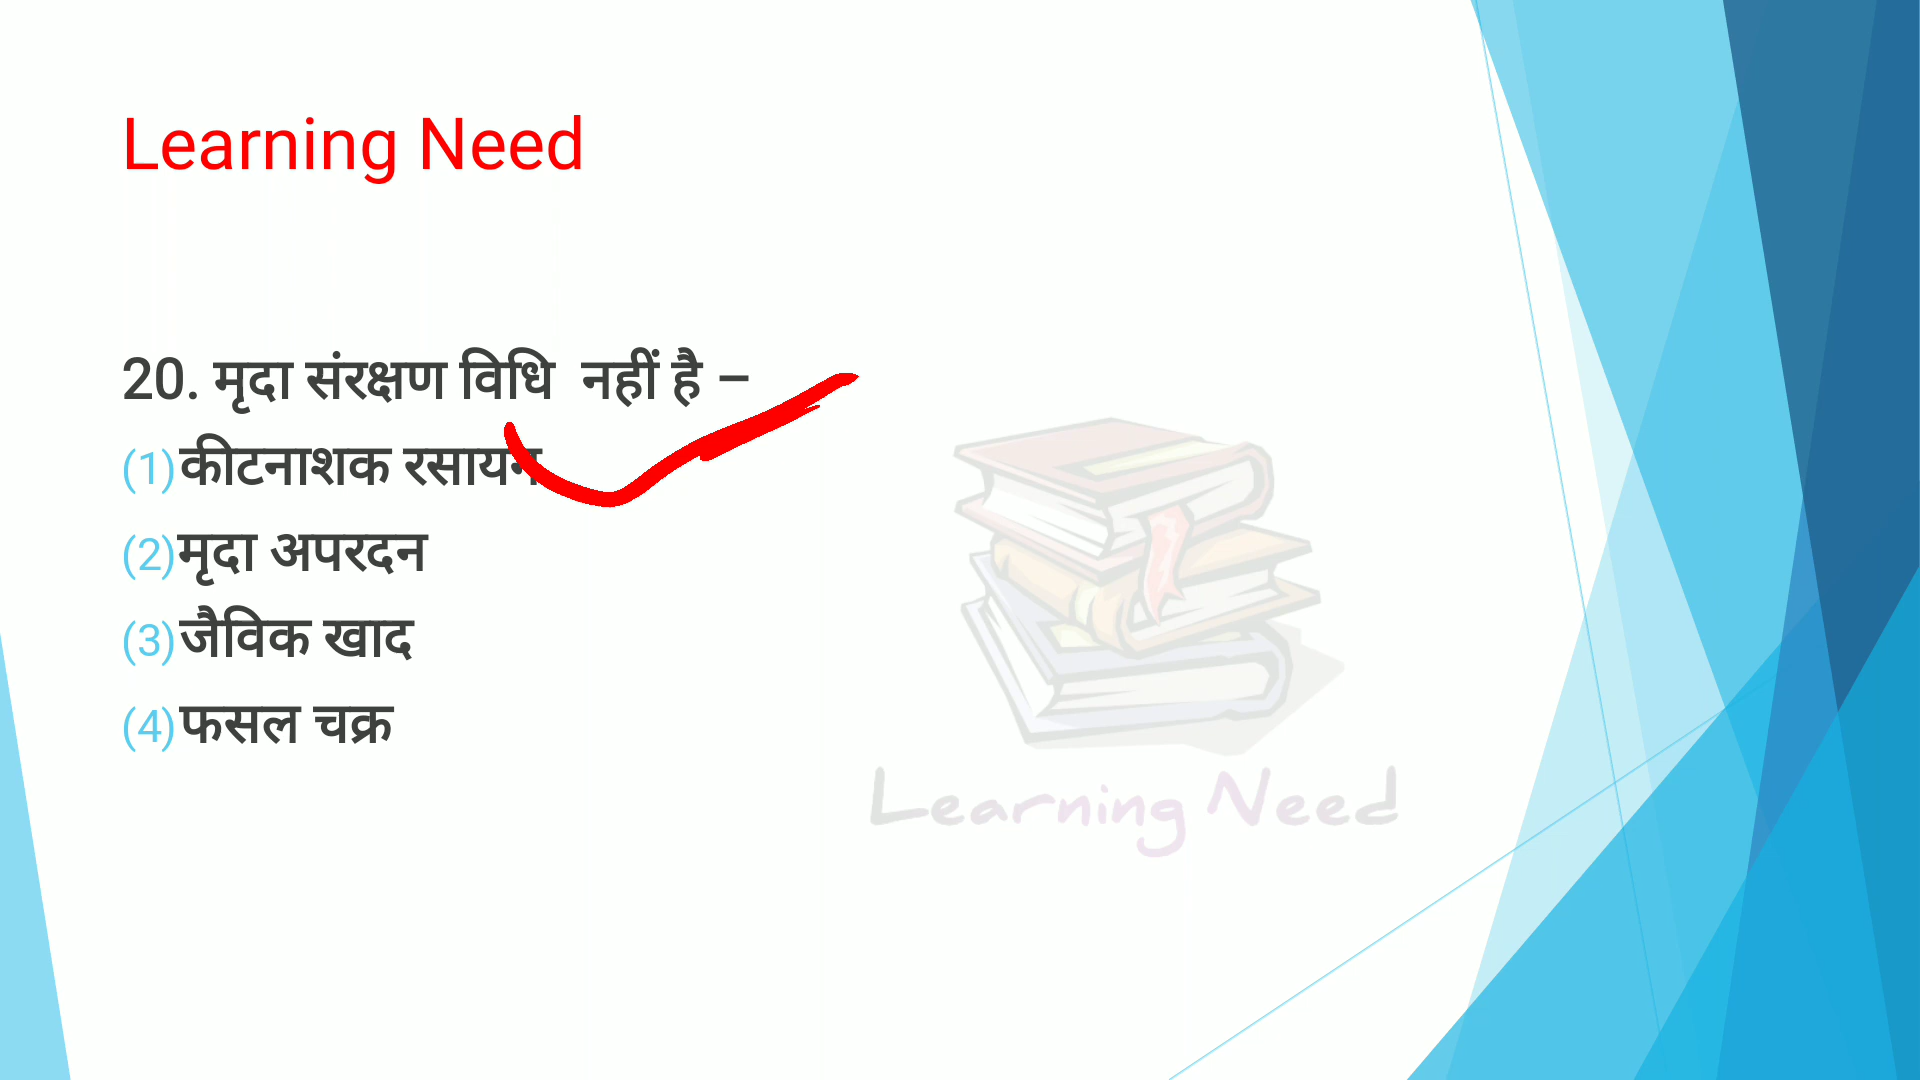 Learning Need
20. मृदा संरक्षण विधि नहीं है –
(1) कीटनाशक रसायन
(2) मृदा अपरदन
(3) जैविक खाद
(4) फसल चक्र
Learning Need